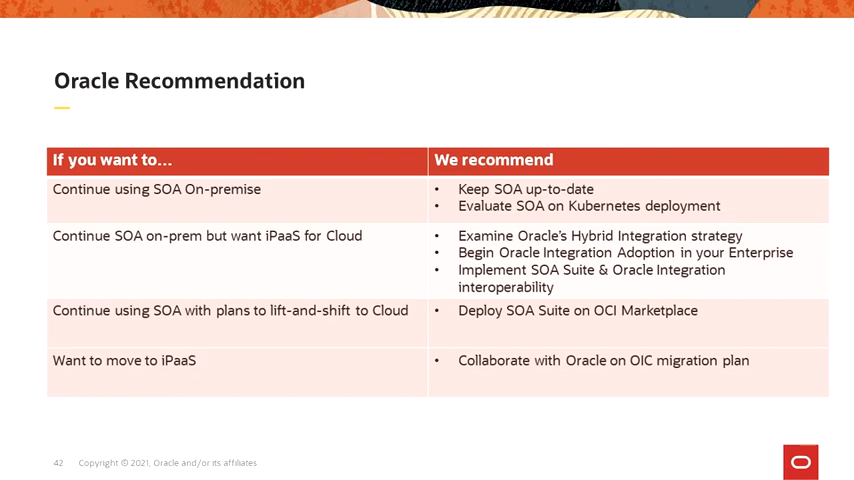 Oracle Recommendation
If you want to...
We recommend
Continue using SOA On-premise
• Keep SOA up-to-date
• Evaluate SOA on Kubernetes deployment
Continue SOA on-prem but want iPaaS for Cloud
• Examine Oracle's Hybrid Integration strategy
• Begin Oracle Integration Adoption in your Enterprise
• Implement SOA Suite & Oracle Integration
interoperability
Continue using SOA with plans to lift-and-shift to Cloud
• Deploy SOA Suite on OCI Marketplace
Want to move to iPaaS
• Collaborate with Oracle on OIC migration plan
42 Copyright © 2021, Oracle and/or its affiliates